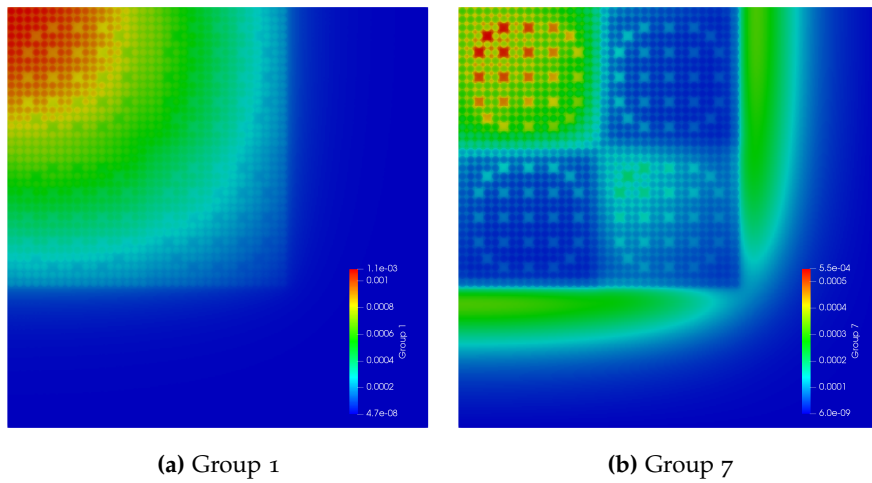 1.1e-03
0.001
0.0008
0.0006
0.0004
0.0002
4.7e-08
Group 1
5.5e-04
0.0005
0.0004
0.0003
0.0002
0.0001
6.0e-09
Group 7
(a) Group 1
(b) Group 7